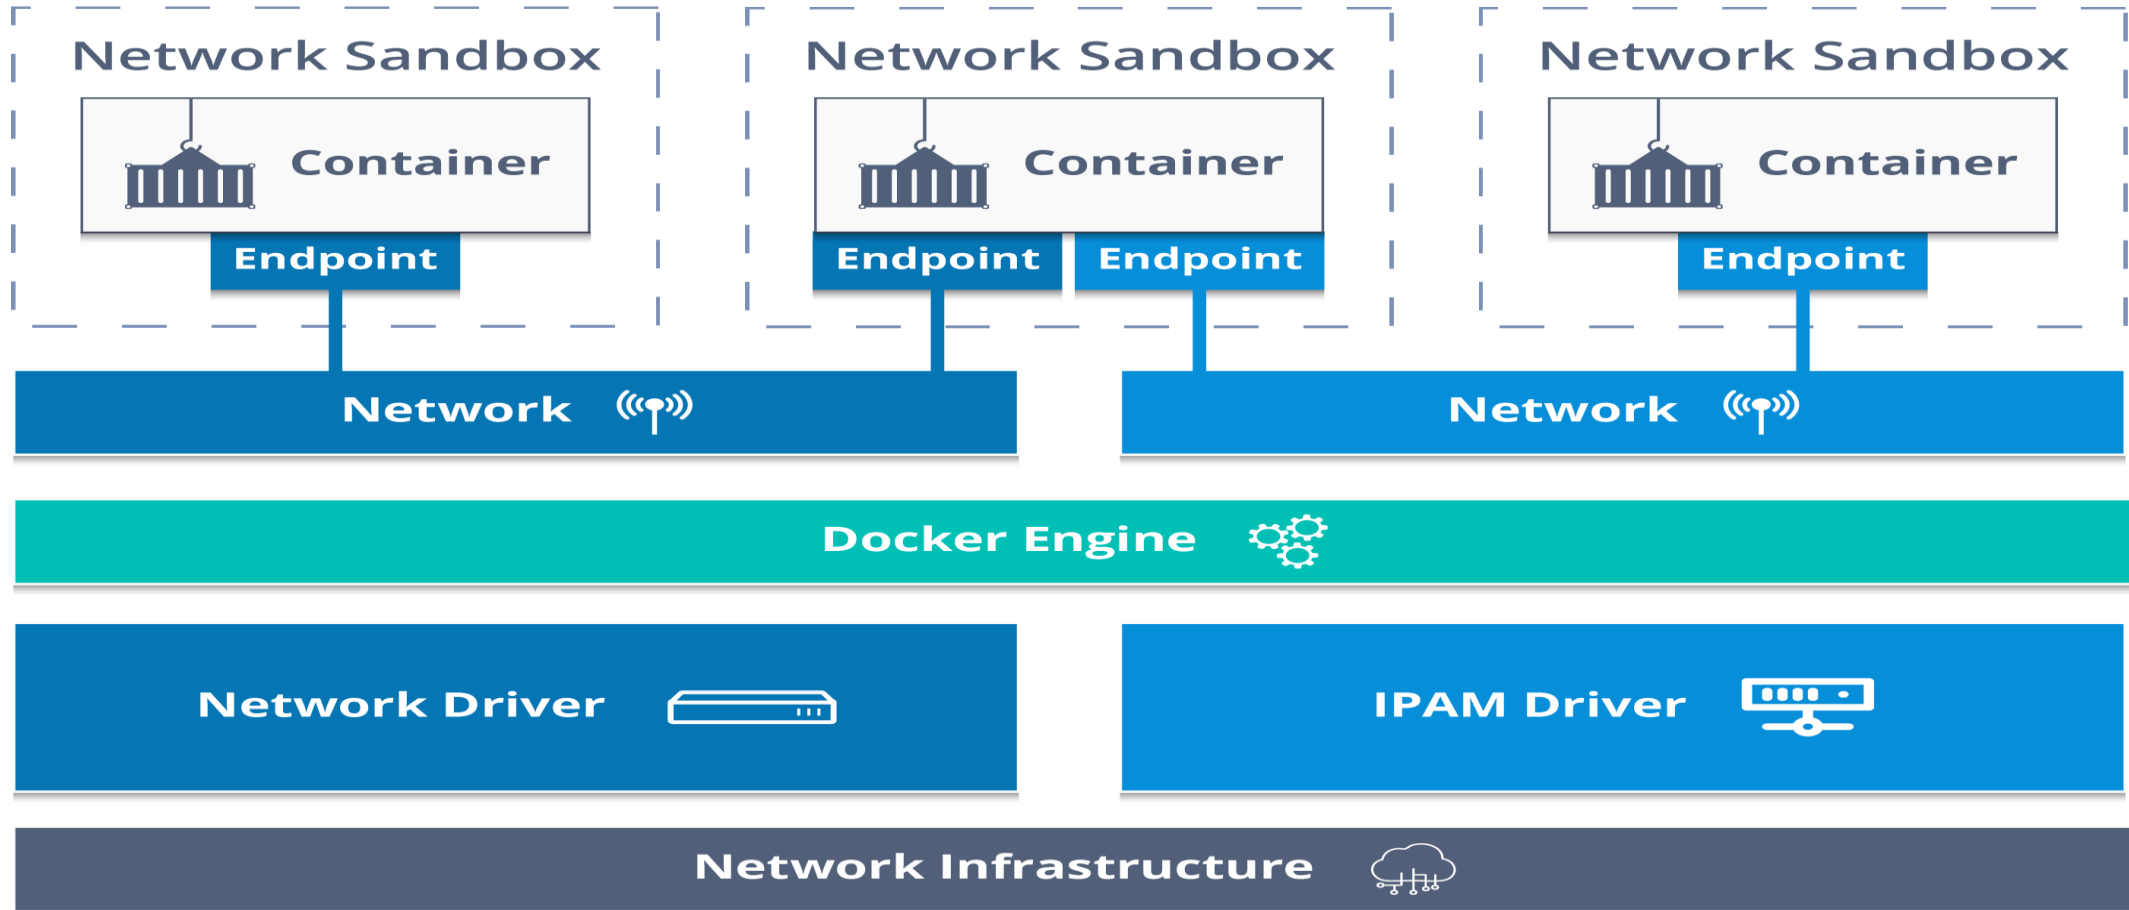 Network Sandbox
Network Sandbox
Network Sandbox
Container
Container
Container
Endpoint
Endpoint
Endpoint
Endpoint
Network
Network
Docker Engine
Network Driver
IPAM Driver
Network Infrastructure